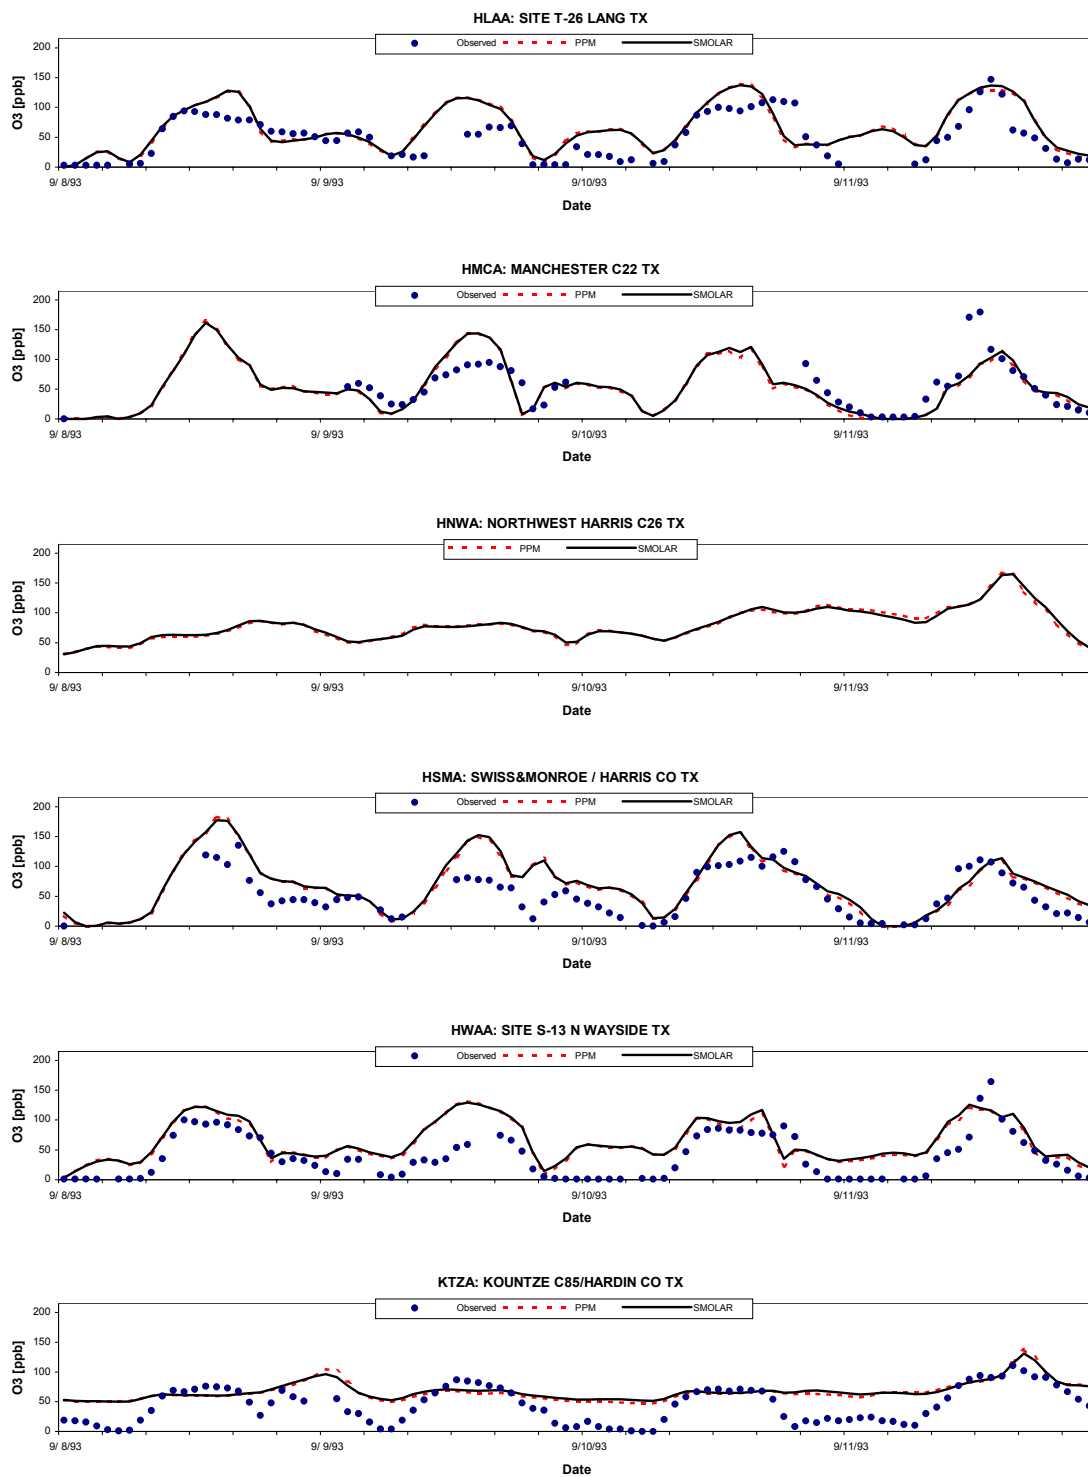 HLAA: SITE T-26 LANG TX
Observed PPM SMOLAR
O3 [ppb]
200
150
100
50
0
9/ 8/93 9/ 9/93 9/10/93 9/11/93
Date
HMCA: MANCHESTER C22 TX
Observed PPM SMOLAR
O3 [ppb]
200
150
100
50
0
9/ 8/93 9/ 9/93 9/10/93 9/11/93
Date
HNWA: NORTHWEST HARRIS C26 TX
PPM SMOLAR
O3 [ppb]
200
150
100
50
0
9/ 8/93 9/ 9/93 9/10/93 9/11/93
Date
HSMA: SWISS&MONROE / HARRIS CO TX
Observed PPM SMOLAR
O3 [ppb]
200
150
100
50
0
9/ 8/93 9/ 9/93 9/10/93 9/11/93
Date
HWAA: SITE S-13 N WAYSIDE TX
Observed PPM SMOLAR
O3 [ppb]
200
150
100
50
0
9/ 8/93 9/ 9/93 9/10/93 9/11/93
Date
KTZA: KOUNTZE C85/HARDIN CO TX
Observed PPM SMOLAR
O3 [ppb]
200
150
100
50
0
9/ 8/93 9/ 9/93 9/10/93 9/11/93
Date